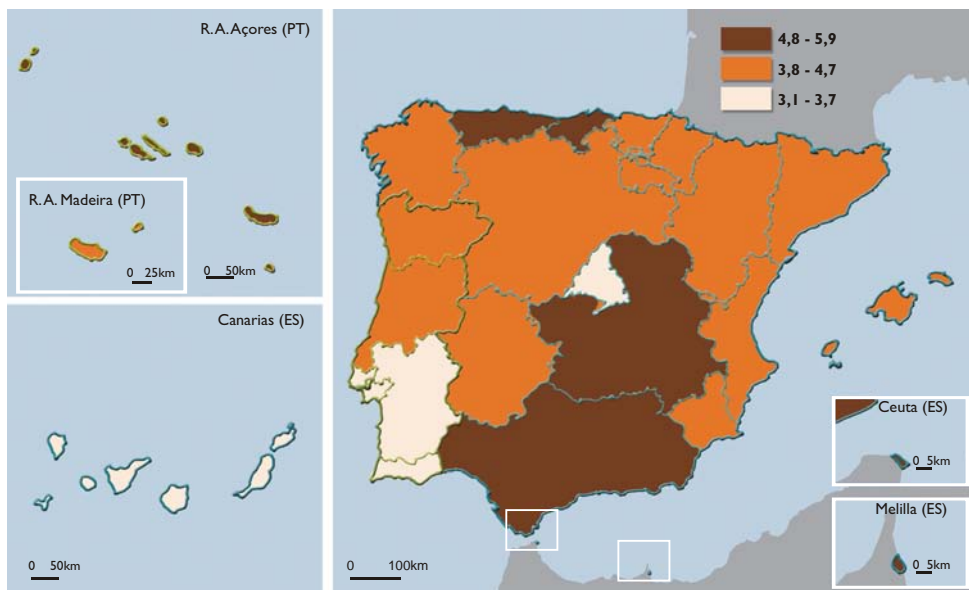 R.A. Açores (PT)
R.A. Madeira (PT)
0 25km
0 50km
Canarias (ES)
0 50km
4,8 - 5,9
3,8 - 4,7
3,1 - 3,7
0 100km
Ceuta (ES)
0 5km
Melilla (ES)
0 5km